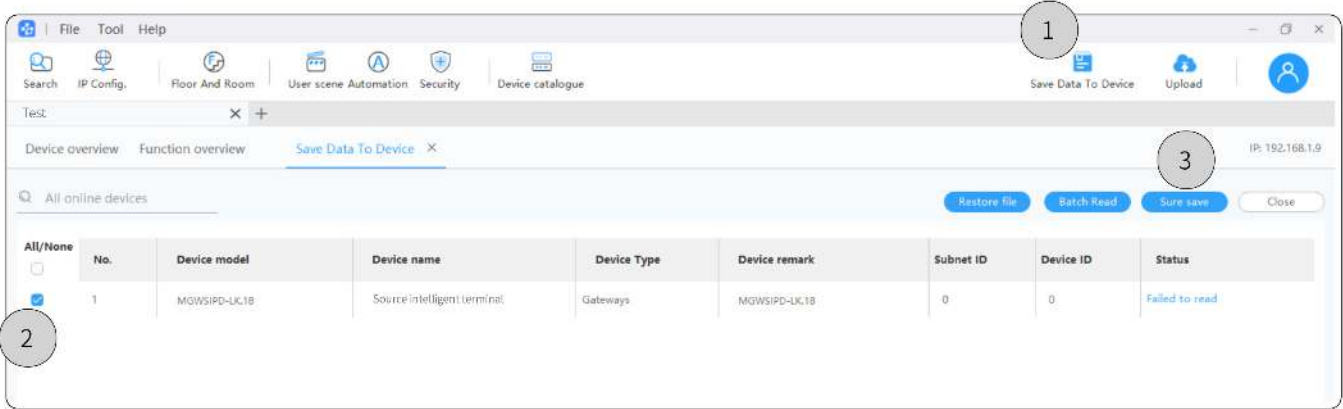 File Tool Help
1
Search IP Config. Floor And Room User scene Automation Security Device catalogue Save Data To Device Upload
Test
Device overview Function overview Save Data To Device IP: 192.168.1.9
3
All online devices Restore file Batch Read Sure save Close
All/None No. Device model Device name Device Type Device remark Subnet ID Device ID Status
1 MGWSIPD-LK.18 Source intelligent terminal Gateways MGWSIPD-LK.18 0 0 Failed to read
2